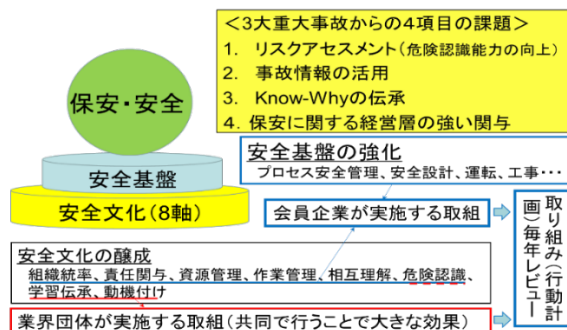 ＜3大重大事故からの4項目の課題＞
1. リスクアセスメント（危険認識能力の向上）
2. 事故情報の活用
3. Know-Whyの伝承
4. 保安に関する経営層の強い関与
保安・安全
安全基盤
安全文化（8軸）
安全基盤の強化
プロセス安全管理、安全設計、運転、工事・・・
会員企業が実施する取組
安全文化の醸成
組織統率、責任関与、資源管理、作業管理、相互理解、危険認識、
学習伝承、動機付け
業界団体が実施する取組（共同で行うことで大きな効果）
取り組み（行動計
画）毎年レビュー